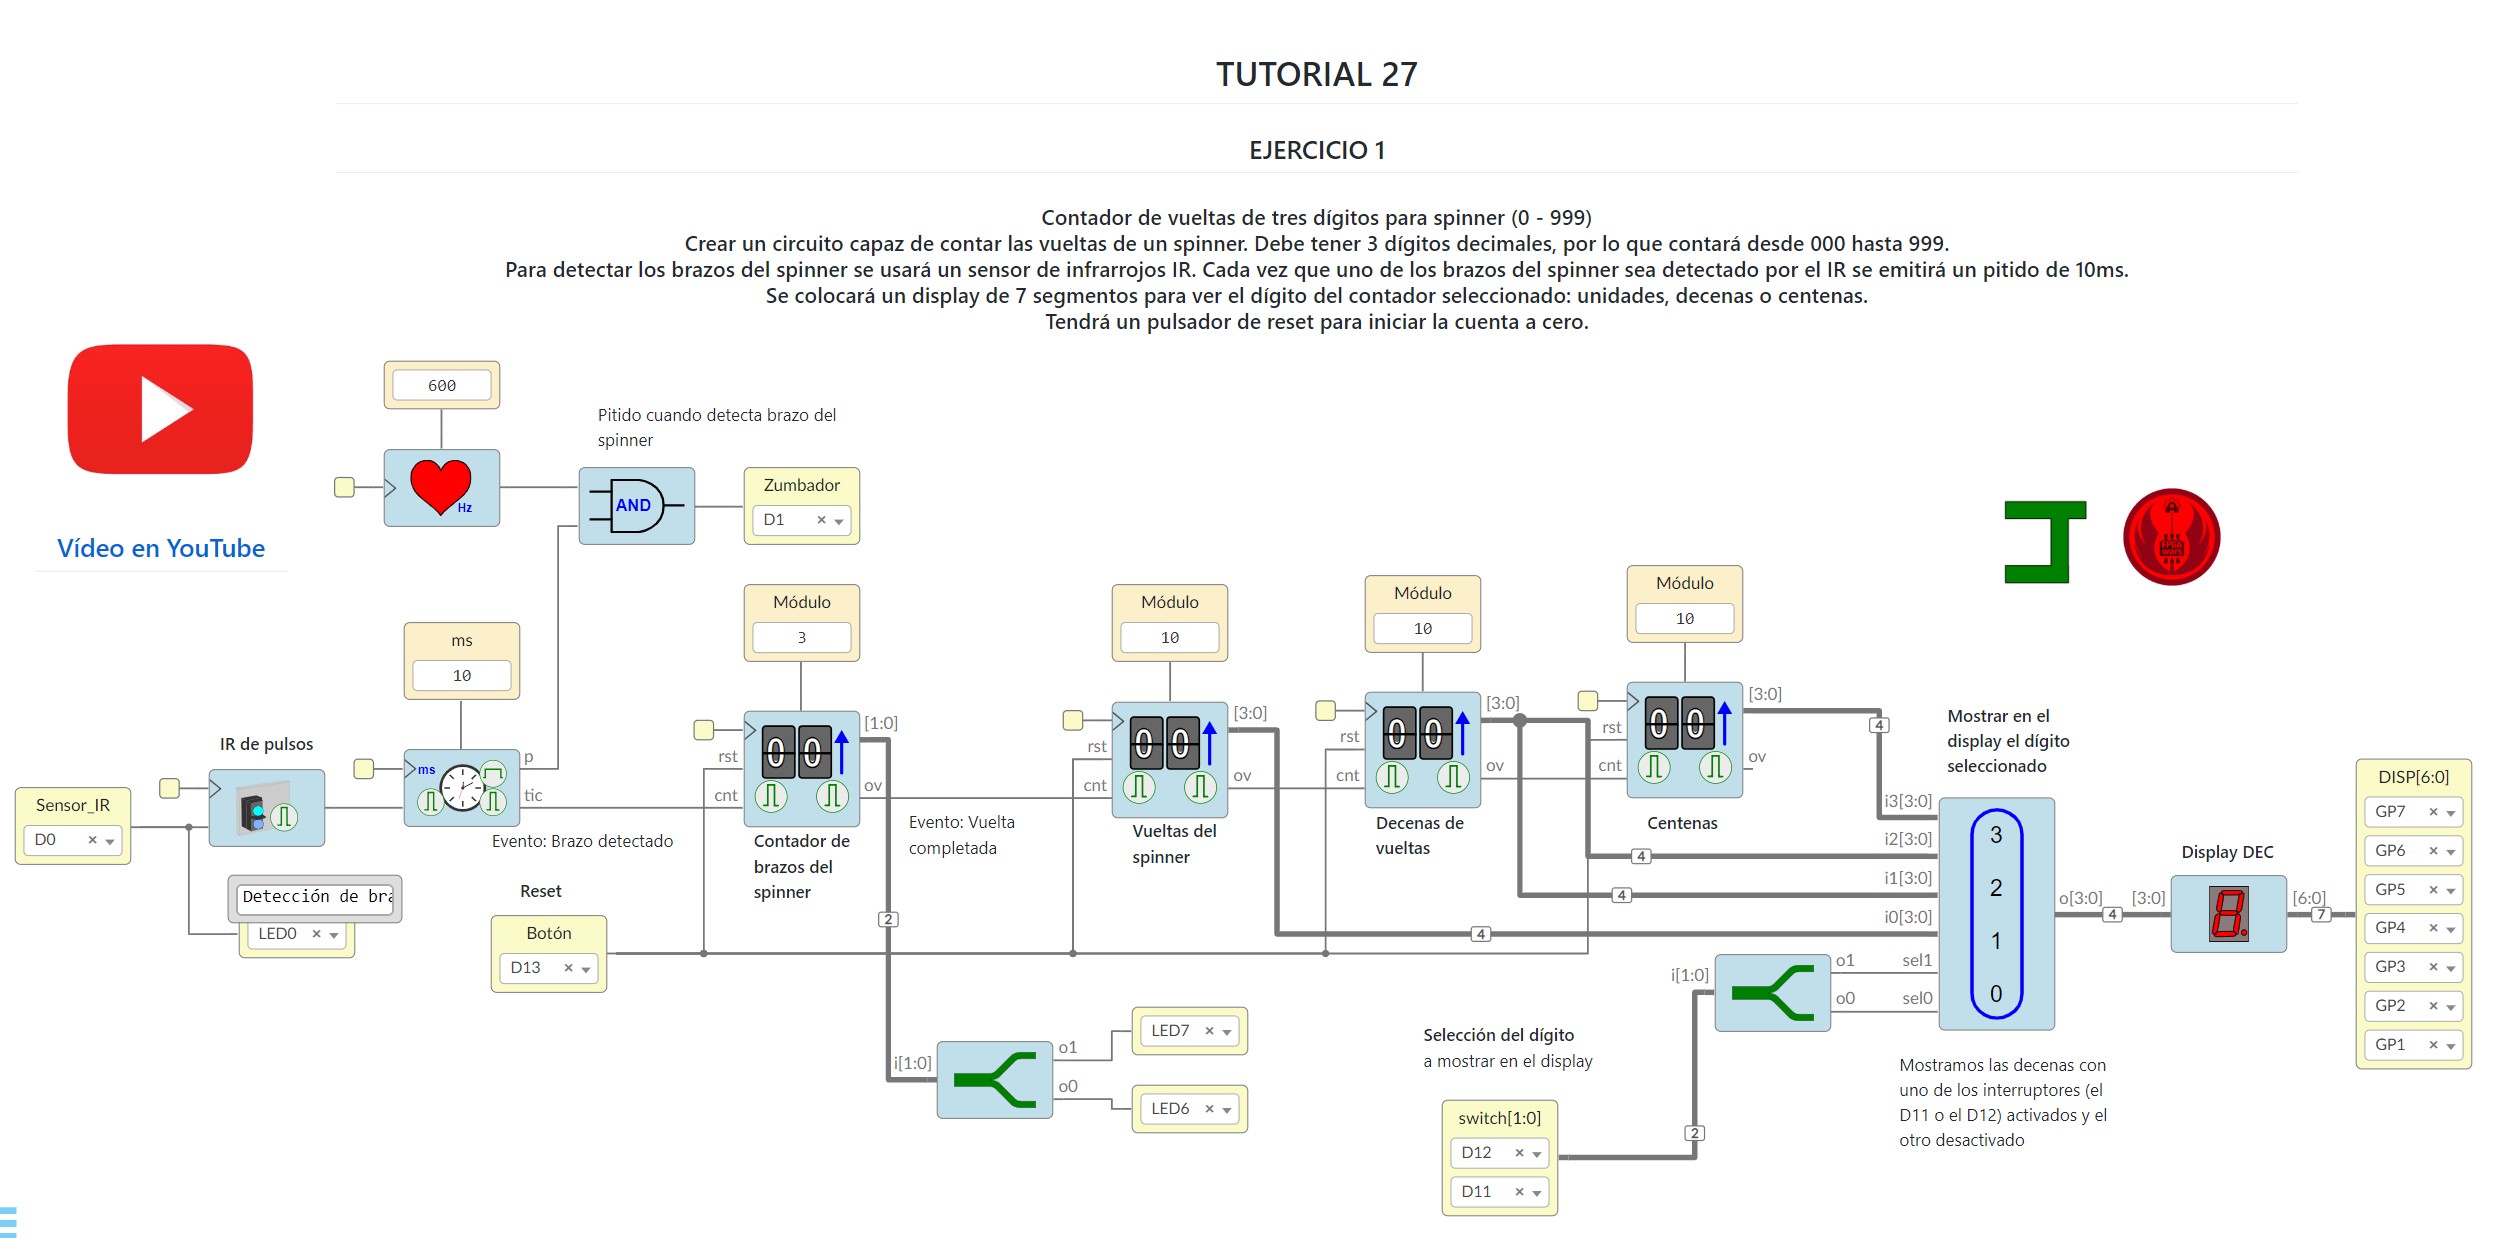 TUTORIAL 27
EJERCICIO 1
Contador de vueltas de tres dígitos para spinner (0 - 999)
Crear un circuito capaz de contar las vueltas de un spinner. Debe tener 3 dígitos decimales, por lo que contará desde 000 hasta 999.
Para detectar los brazos del spinner se usará un sensor de infrarrojos IR. Cada vez que uno de los brazos del spinner sea detectado por el IR se emitirá un pitido de 10ms.
Se colocará un display de 7 segmentos para ver el dígito del contador seleccionado: unidades, decenas o centenas.
Tendrá un pulsador de reset para iniciar la cuenta a cero.
Vídeo en YouTube
600
Hz
Pitido cuando detecta brazo del
spinner
AND
Zumbador
D1
FPGA
wars
ms
10
ms
p
tic
Evento: Brazo detectado
IR de pulsos
Sensor_IR
D0
Detección de bra
LED0
Reset
Botón
D13
Módulo
3
rst
cnt
00
[1:0]
ov
Contador de
brazos del
spinner
Evento: Vuelta
completada
2
i[1:0]
o1
o0
LED7
LED6
Módulo
10
rst
cnt
00
[3:0]
ov
Vueltas del
spinner
Módulo
10
rst
cnt
00
[3:0]
ov
Decenas de
vueltas
Módulo
10
rst
cnt
00
[3:0]
ov
Centenas
4
4
4
4
Mostrar en el
display el dígito
seleccionado
i3[3:0]
i2[3:0]
i1[3:0]
i0[3:0]
sel1
sel0
3
2
1
0
o[3:0]
4
Selección del dígito
a mostrar en el display
switch[1:0]
D12
D11
2
i[1:0]
o1
o0
Mostramos las decenas con
uno de los interruptores (el
D11 o el D12) activados y el
otro desactivado
Display DEC
[3:0]
[6:0]
7
DISP[6:0]
GP7
GP6
GP5
GP4
GP3
GP2
GP1